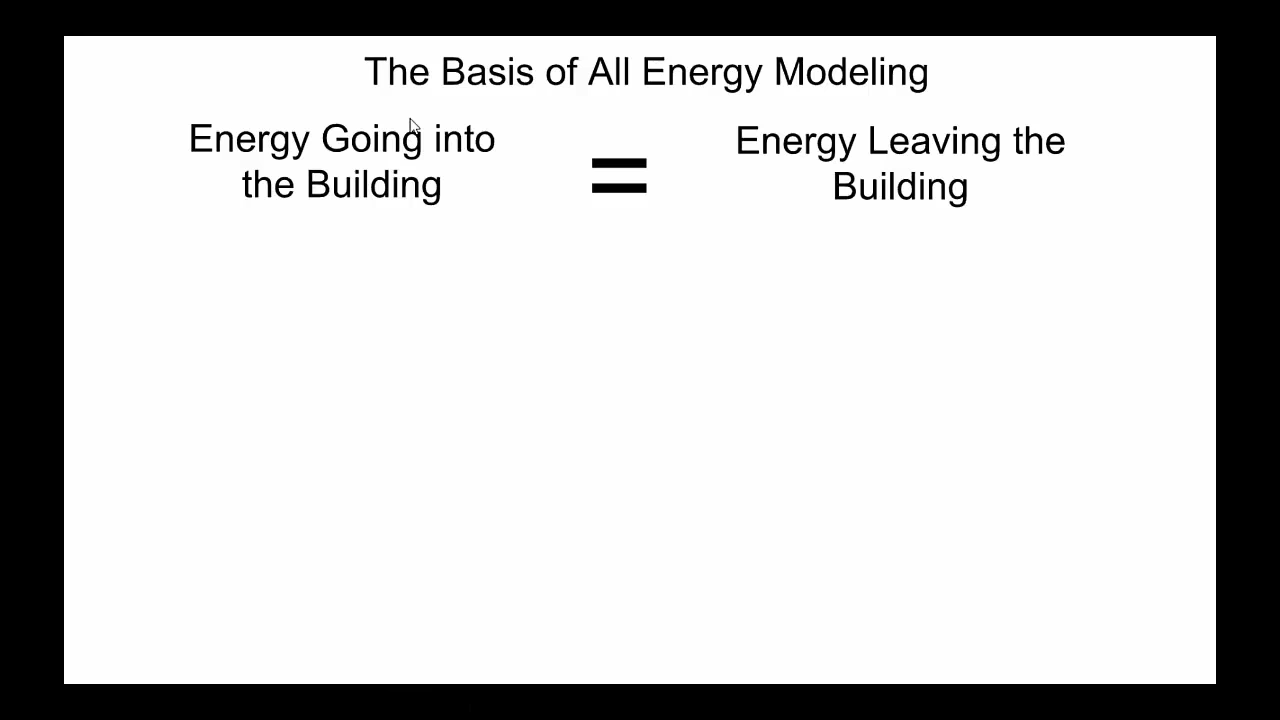 The Basis of All Energy Modeling
Energy Going into
the Building
=
Energy Leaving the
Building